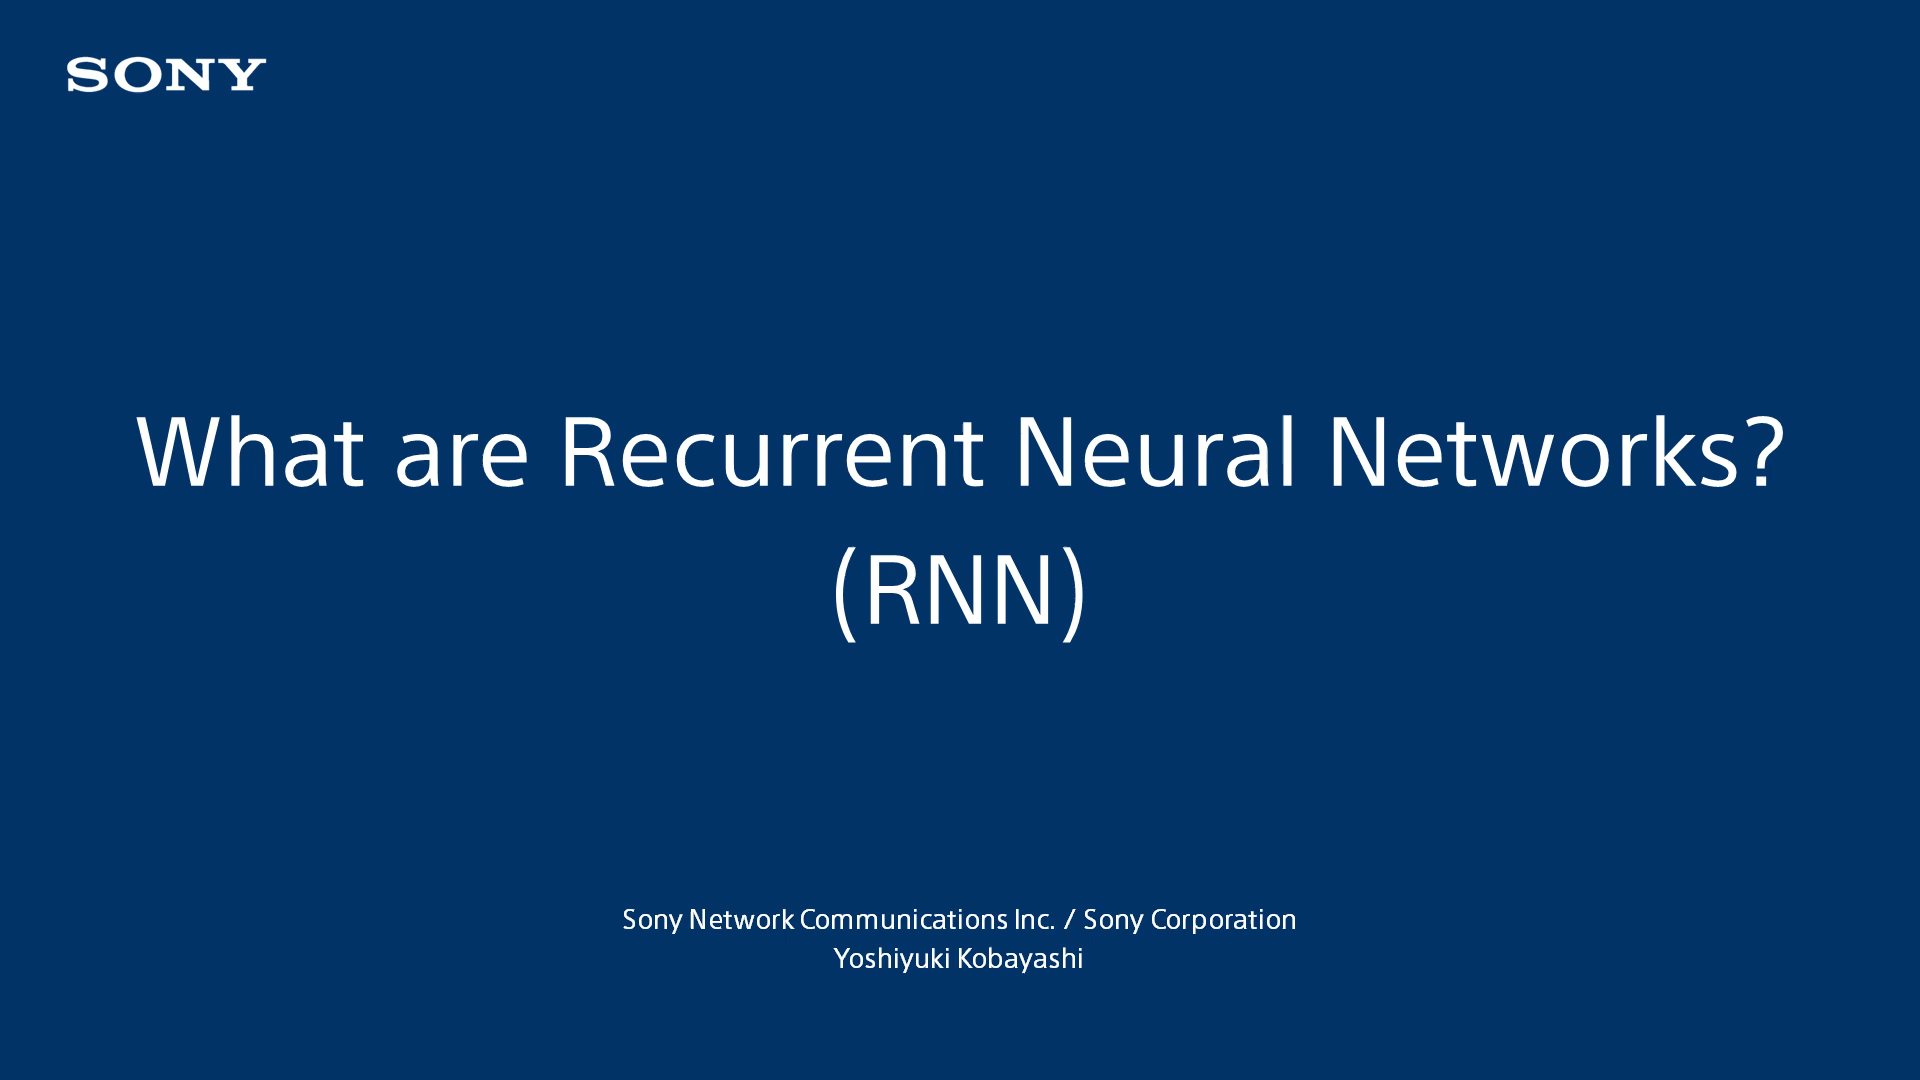 SONY
What are Recurrent Neural Networks?
(RNN)
Sony Network Communications Inc. / Sony Corporation
Yoshiyuki Kobayashi